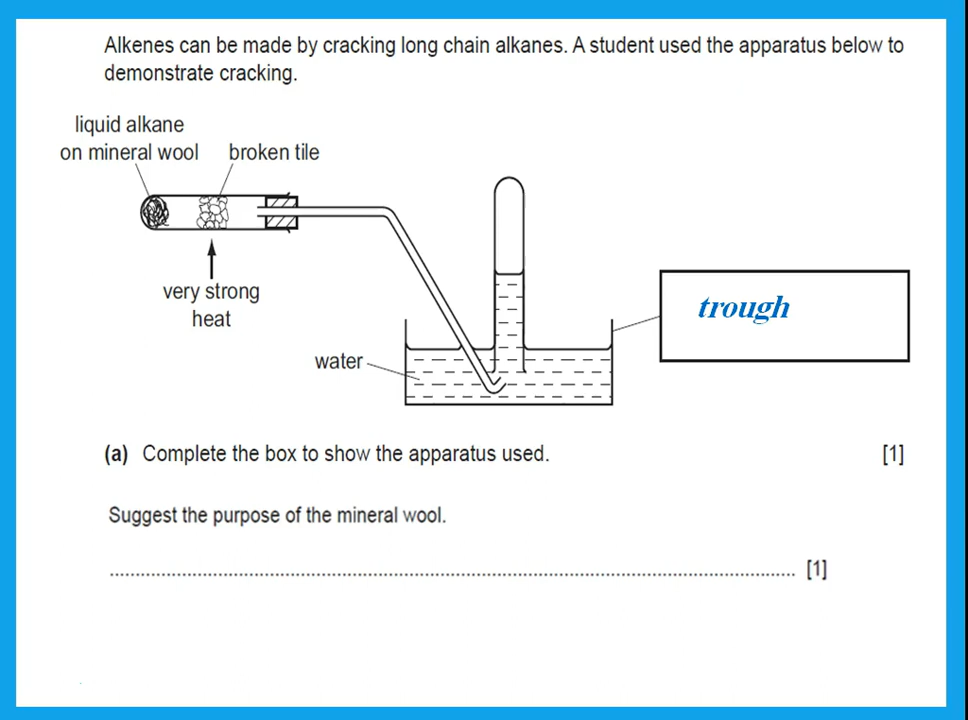 Alkenes can be made by cracking long chain alkanes. A student used the apparatus below to
demonstrate cracking.
liquid alkane
on mineral wool
broken tile
very strong
heat
trough
water
(a) Complete the box to show the apparatus used. [1]
Suggest the purpose of the mineral wool.
.................................................................................................................................... [1]